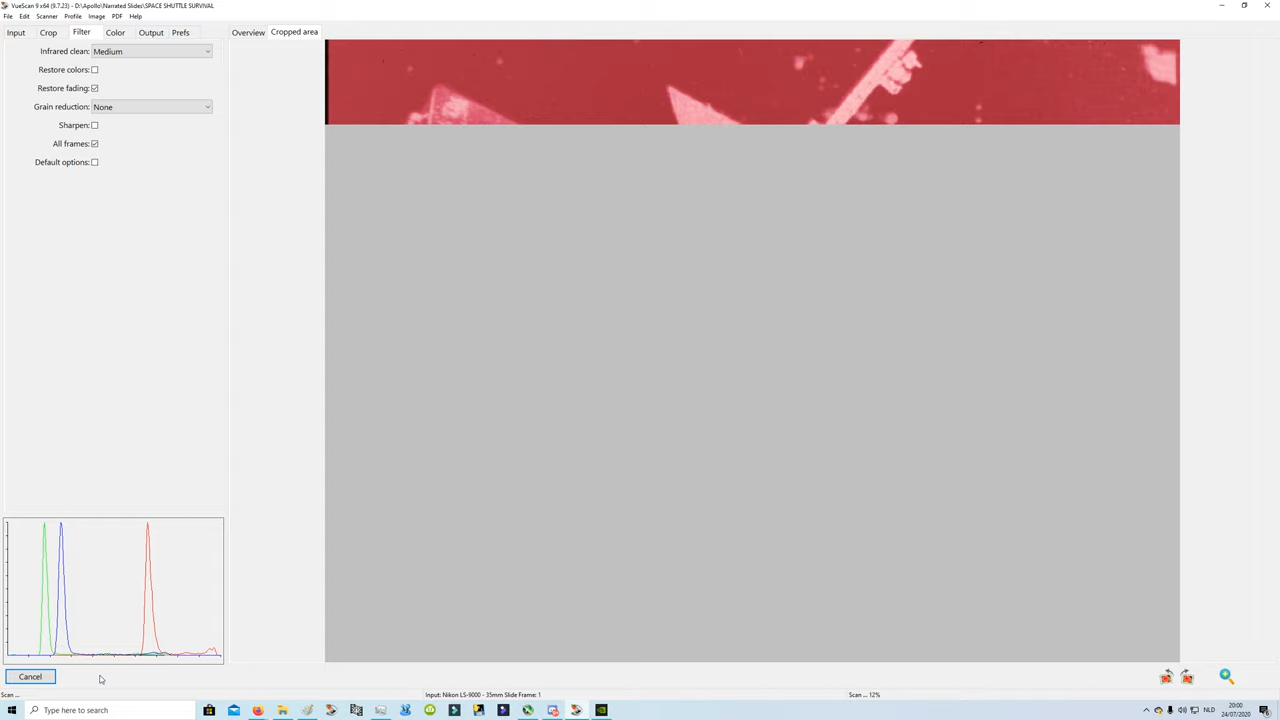 VueScan 9 x64 (9.7.23) - D:\Apollo\Narrated Slides\SPACE SHUTTLE SURVIVAL
File Edit Scanner Profile Image PDF Help
Input Crop Filter Color Output Prefs Overview Cropped area
Infrared clean: Medium
Restore colors:
Restore fading:
Grain reduction: None
Sharpen:
All frames:
Default options:
Cancel
Scan ... Input: Nikon LS-9000 - 35mm Slide Frame: 1 Scan ... 12%
Type here to search NLD 20:00
24/07/2020